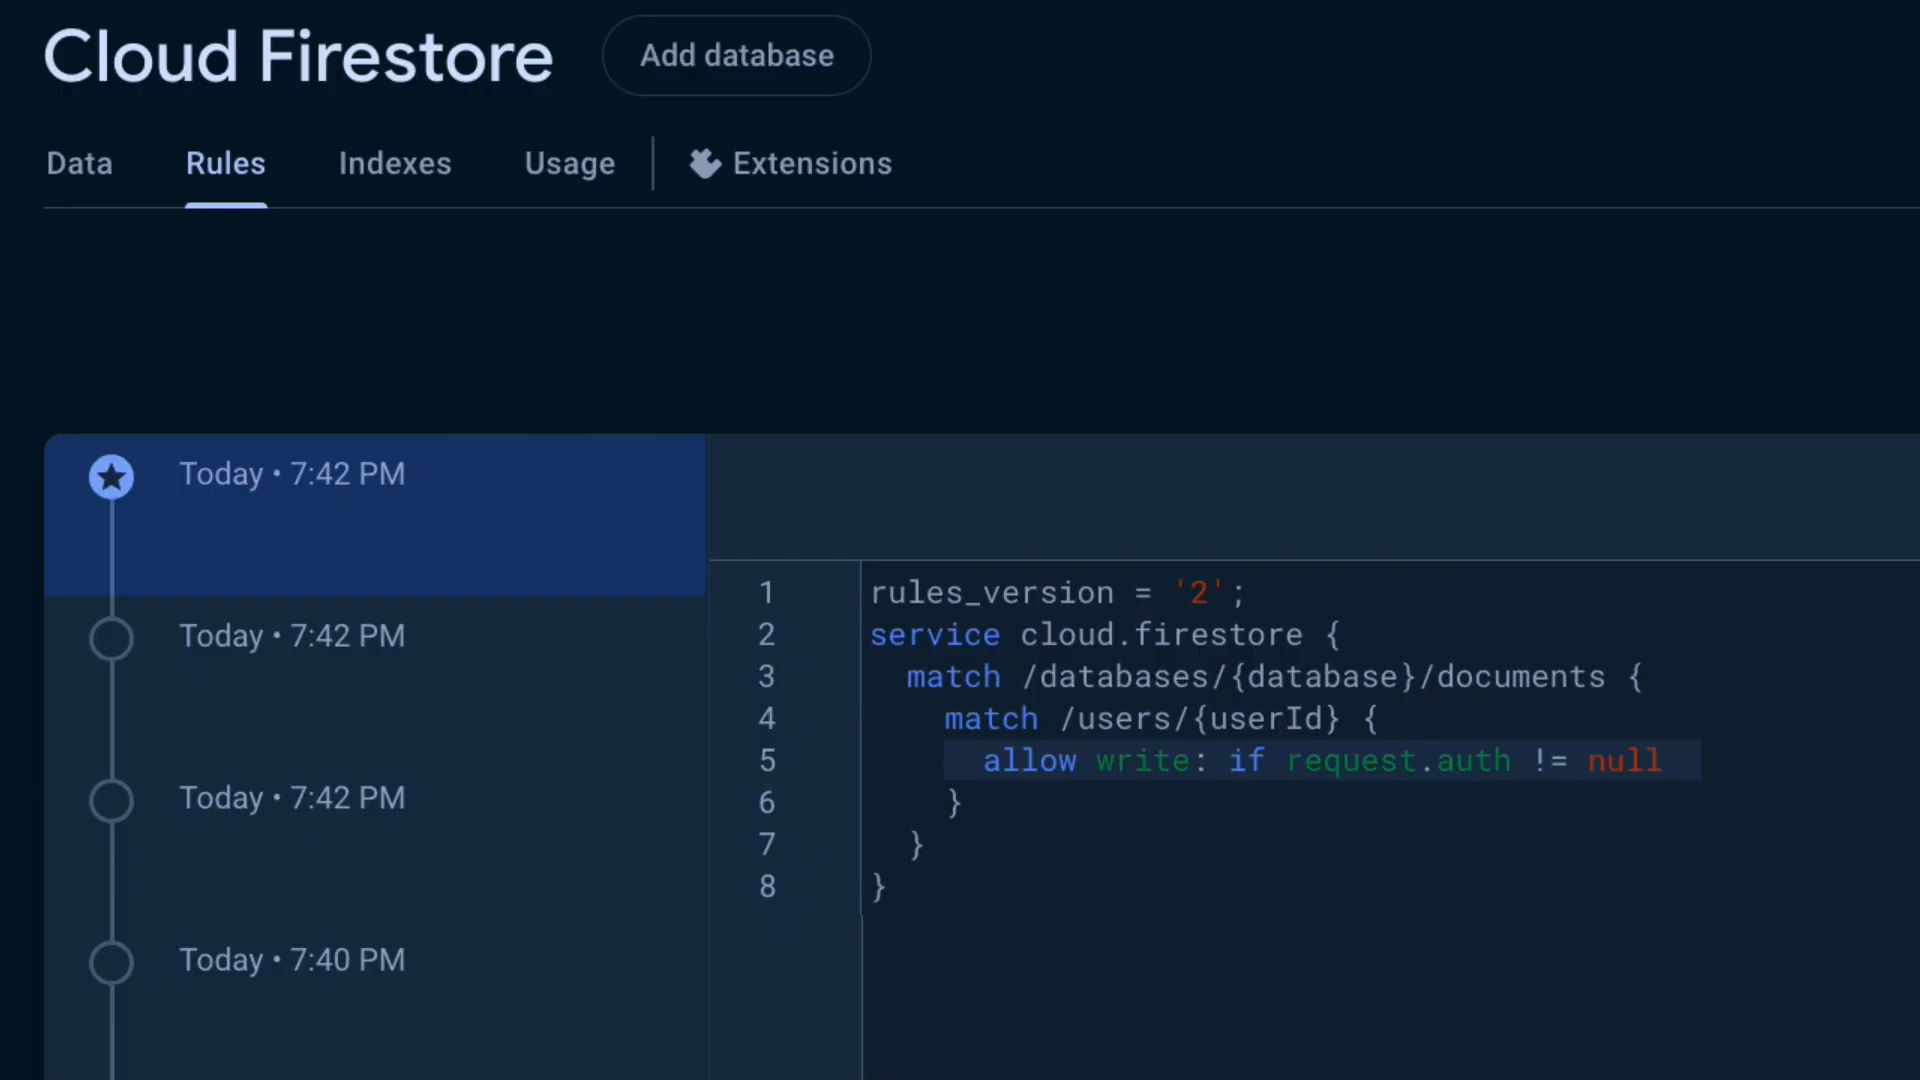 Cloud Firestore
Add database
Data
Rules
Indexes
Usage
Extensions
Today • 7:42 PM
Today • 7:42 PM
Today • 7:42 PM
Today • 7:40 PM
1 rules_version = '2';
2 service cloud.firestore {
3 match /databases/{database}/documents {
4 match /users/{userId} {
5 allow write: if request.auth != null
6 }
7 }
8 }